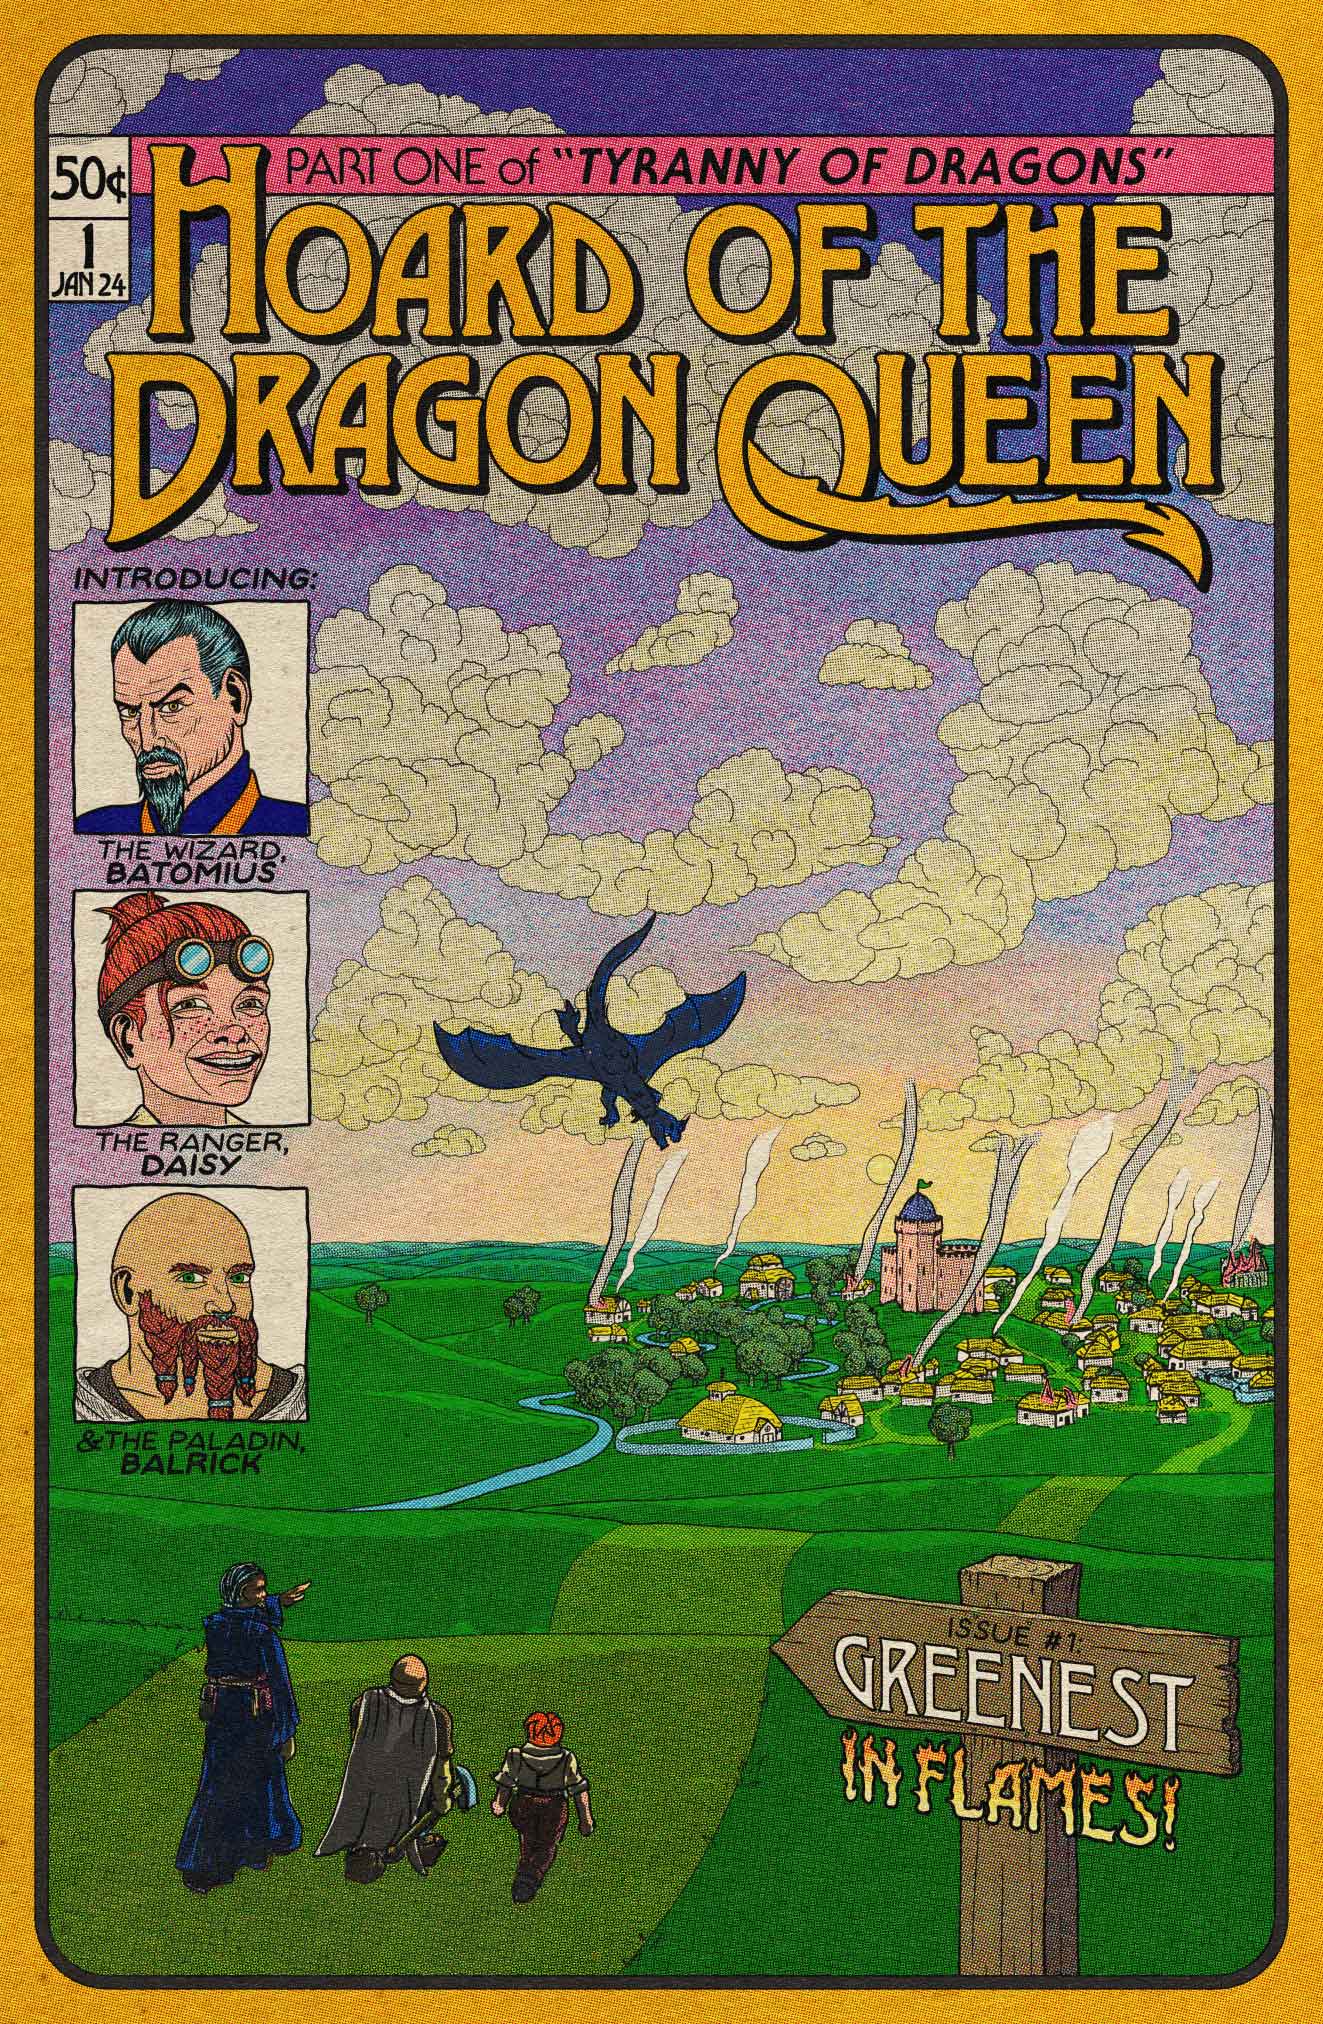 50¢
1
JAN 24
PART ONE of "TYRANNY OF DRAGONS"
HOARD OF THE
DRAGON QUEEN
INTRODUCING:
THE WIZARD,
BATOMIUS
THE RANGER,
DAISY
& THE PALADIN,
BALRICK
ISSUE #1:
GREENEST
IN FLAMES!